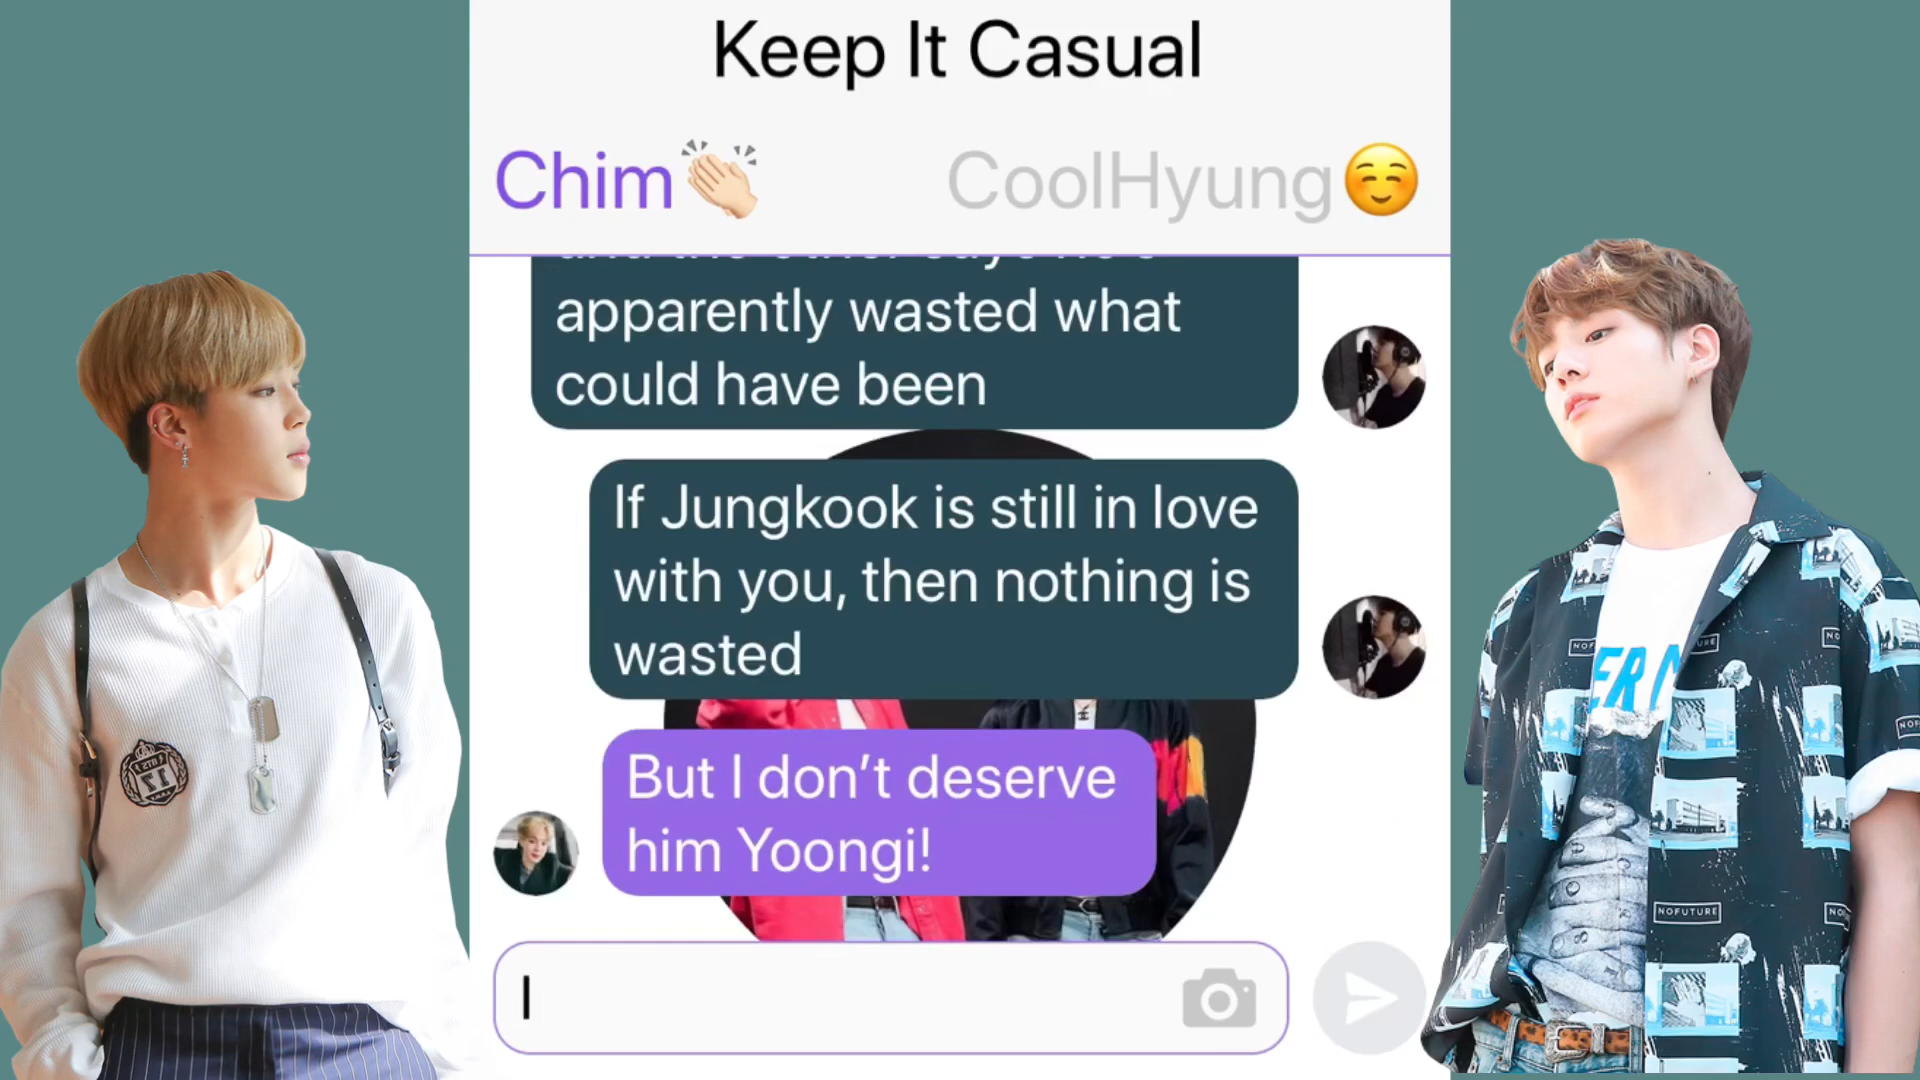 Keep It Casual
Chim👏🏻
CoolHyung☺️
apparently wasted what
could have been
If Jungkook is still in love
with you, then nothing is
wasted
But I don't deserve
him Yoongi!
I
NOFUTURE